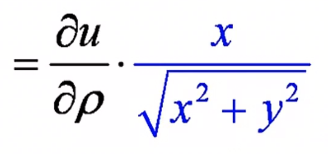 = ∂u/∂ρ · x/√(x² + y²)